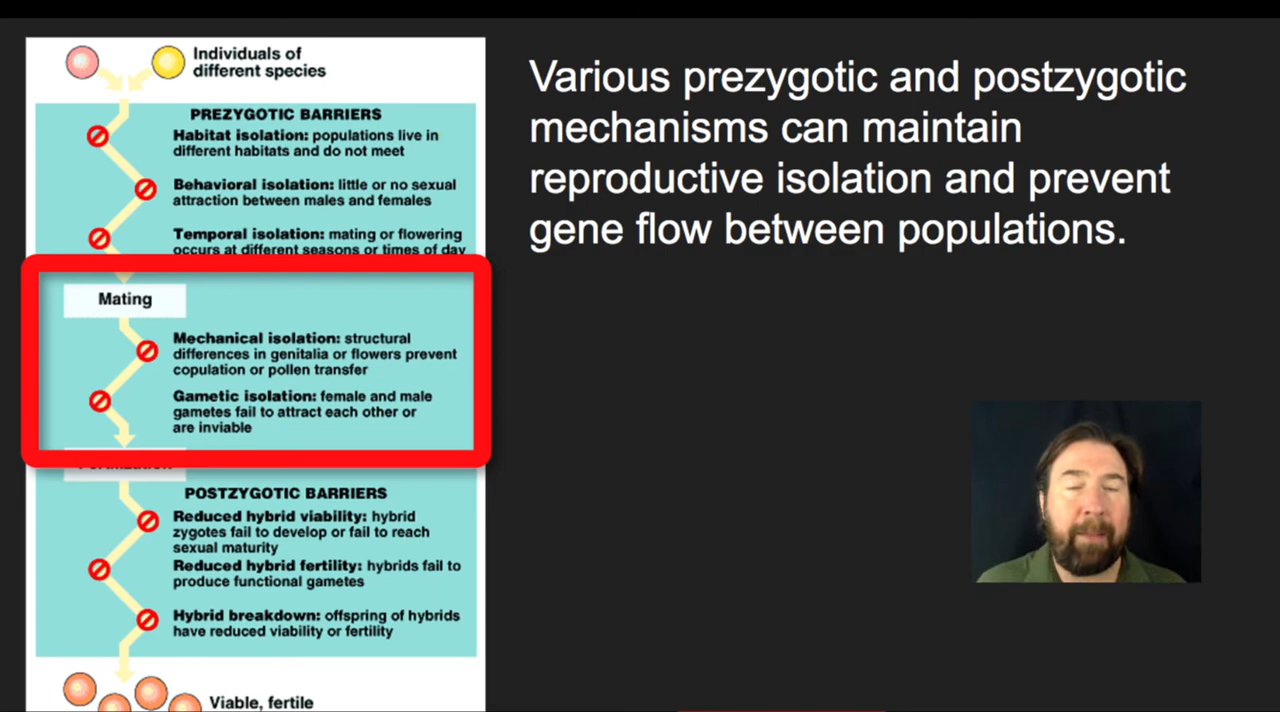 Individuals of
different species
PREZYGOTIC BARRIERS
Habitat isolation: populations live in
different habitats and do not meet
Behavioral isolation: little or no sexual
attraction between males and females
Temporal isolation: mating or flowering
occurs at different seasons or times of day
Mating
Mechanical isolation: structural
differences in genitalia or flowers prevent
copulation or pollen transfer
Gametic isolation: female and male
gametes fail to attract each other or
are inviable
POSTZYGOTIC BARRIERS
Reduced hybrid viability: hybrid
zygotes fail to develop or fail to reach
sexual maturity
Reduced hybrid fertility: hybrids fail to
produce functional gametes
Hybrid breakdown: offspring of hybrids
have reduced viability or fertility
Viable, fertile
Various prezygotic and postzygotic
mechanisms can maintain
reproductive isolation and prevent
gene flow between populations.